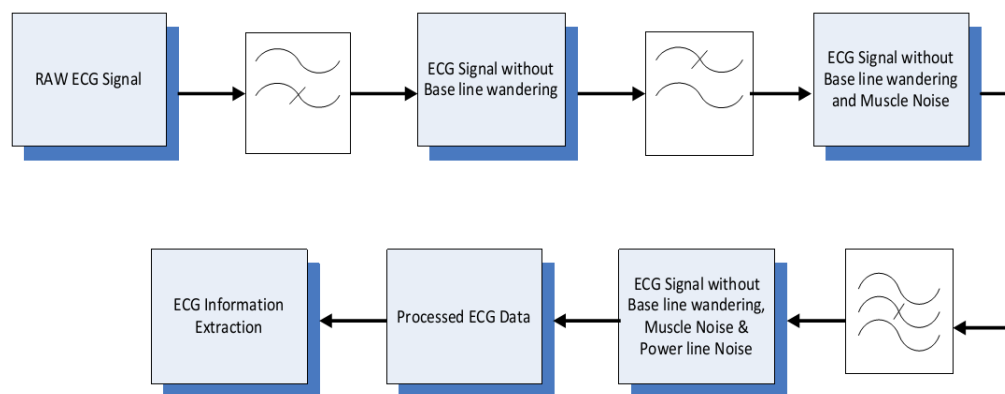 RAW ECG Signal
ECG Signal without
Base line wandering
ECG Signal without
Base line wandering
and Muscle Noise
ECG Signal without
Base line wandering,
Muscle Noise &
Power line Noise
Processed ECG Data
ECG Information
Extraction